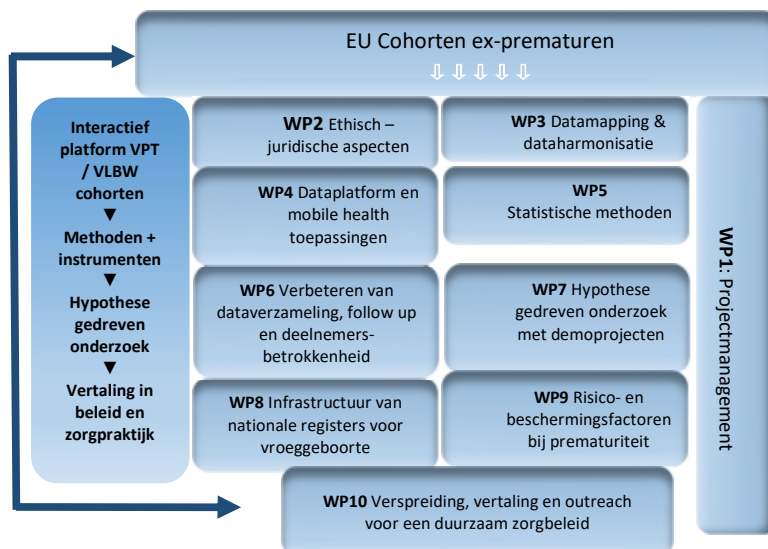 EU Cohorten ex-prematuren
⇩ ⇩ ⇩ ⇩ ⇩
Interactief
platform VPT
/ VLBW
cohorten
▼
Methoden +
instrumenten
▼
Hypothese
gedreven
onderzoek
▼
Vertaling in
beleid en
zorgpraktijk
WP2 Ethisch –
juridische aspecten
WP3 Datamapping &
dataharmonisatie
WP4 Dataplatform en
mobile health
toepassingen
WP5
Statistische methoden
WP6 Verbeteren van
dataverzameling, follow up
en deelnemers-
betrokkenheid
WP7 Hypothese
gedreven onderzoek
met demoprojecten
WP8 Infrastructuur van
nationale registers voor
vroeggeboorte
WP9 Risico- en
beschermingsfactoren
bij prematuriteit
WP10 Verspreiding, vertaling en outreach
voor een duurzaam zorgbeleid
WP1: Projectmanagement